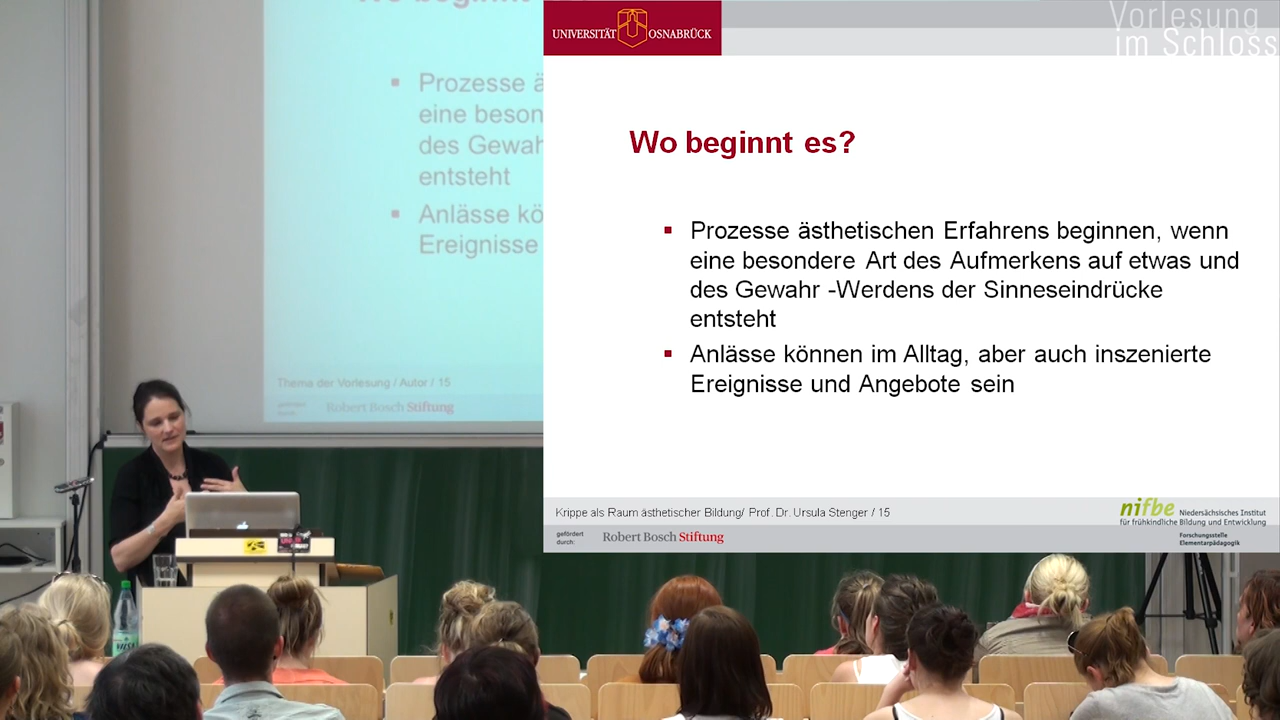 Wo beginnt
Prozesse ä
eine beson
des Gewah
entsteht
Anlässe kö
Ereignisse
Thema der Vorlesung / Autor / 15
gefördert
durch:
Robert Bosch Stiftung
UNIVERSITÄT OSNABRÜCK
Vorlesung
im Schloss
Wo beginnt es?
Prozesse ästhetischen Erfahrens beginnen, wenn
eine besondere Art des Aufmerkens auf etwas und
des Gewahr -Werdens der Sinneseindrücke
entsteht
Anlässe können im Alltag, aber auch inszenierte
Ereignisse und Angebote sein
Krippe als Raum ästhetischer Bildung/ Prof. Dr. Ursula Stenger / 15
nifbe Niedersächsisches Institut
für frühkindliche Bildung und Entwicklung
Forschungsstelle
Elementarpädagogik
gefördert
durch:
Robert Bosch Stiftung